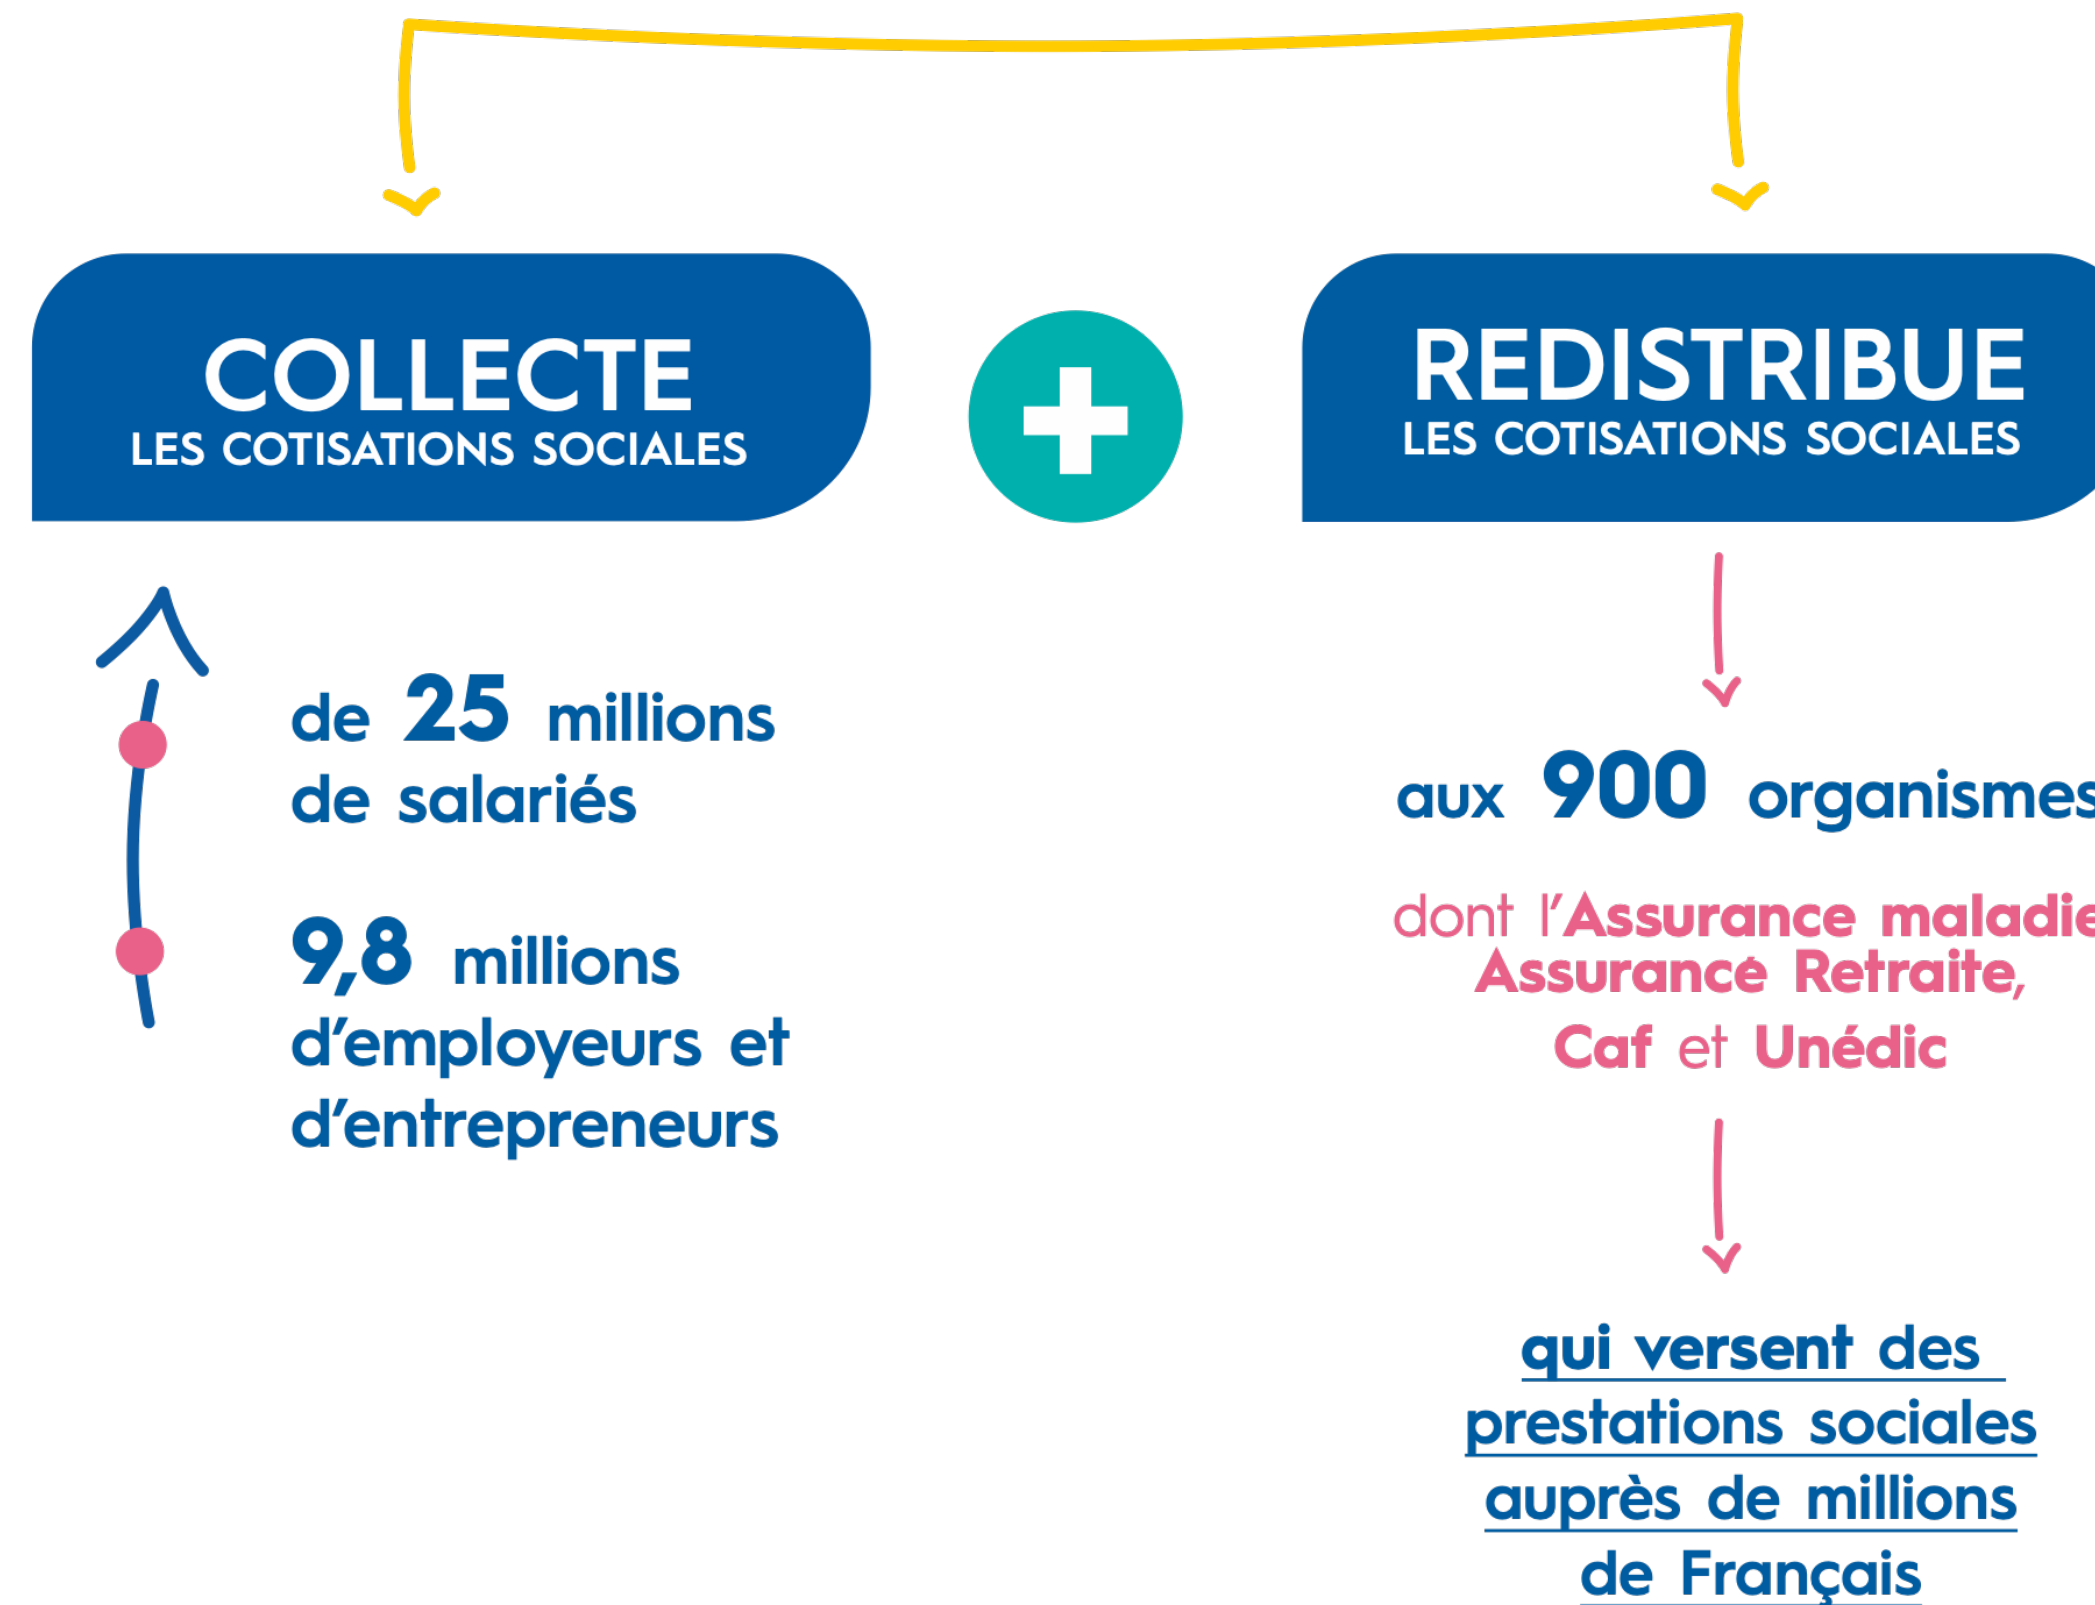 COLLECTE
LES COTISATIONS SOCIALES
de 25 millions
de salariés
9,8 millions
d'employeurs et
d'entrepreneurs
REDISTRIBUE
LES COTISATIONS SOCIALES
aux 900 organismes
dont l'Assurance maladie
Assurance Retraite,
Caf et Unédic
qui versent des
prestations sociales
auprès de millions
de Français